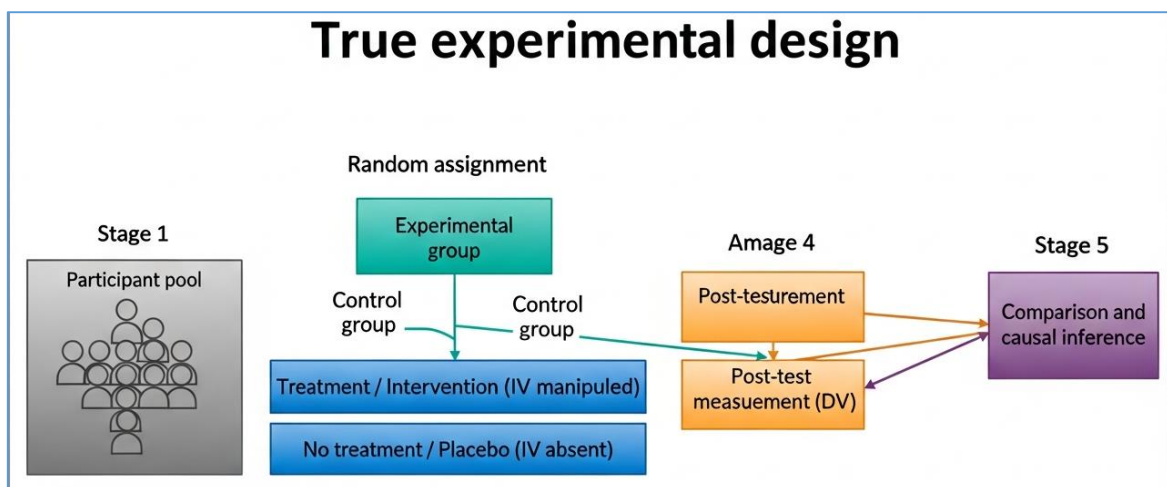 True experimental design
Stage 1
Participant pool
Random assignment
Experimental
group
Control
group
Control
group
Treatment / Intervention (IV manipuled)
No treatment / Placebo (IV absent)
Amage 4
Post-testurement
Post-test
measuement (DV)
Stage 5
Comparison and
causal inference